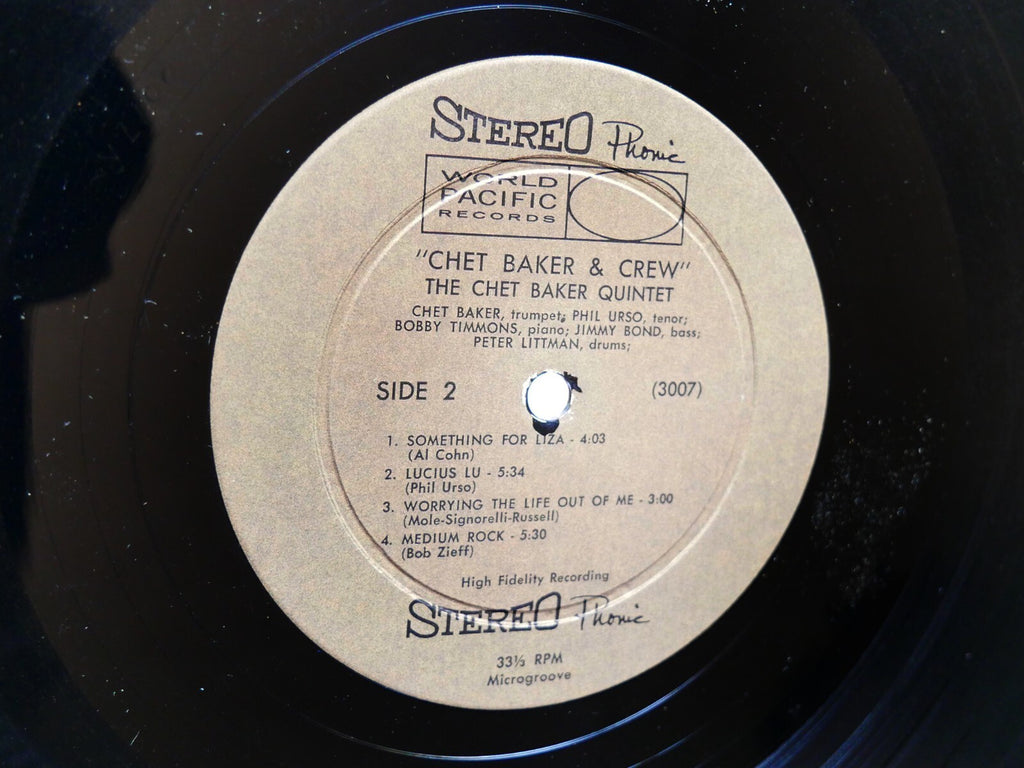 STEREO Phonic
WORLD
PACIFIC
RECORDS
"CHET BAKER & CREW"
THE CHET BAKER QUINTET
CHET BAKER, trumpet; PHIL URSO, tenor;
BOBBY TIMMONS, piano; JIMMY BOND, bass;
PETER LITTMAN, drums;
SIDE 2 (3007)
1. SOMETHING FOR LIZA - 4:03
(Al Cohn)
2. LUCIUS LU - 5:34
(Phil Urso)
3. WORRYING THE LIFE OUT OF ME - 3:00
(Mole-Signorelli-Russell)
4. MEDIUM ROCK - 5:30
(Bob Zieff)
High Fidelity Recording
STEREO Phonic
33⅓ RPM
Microgroove